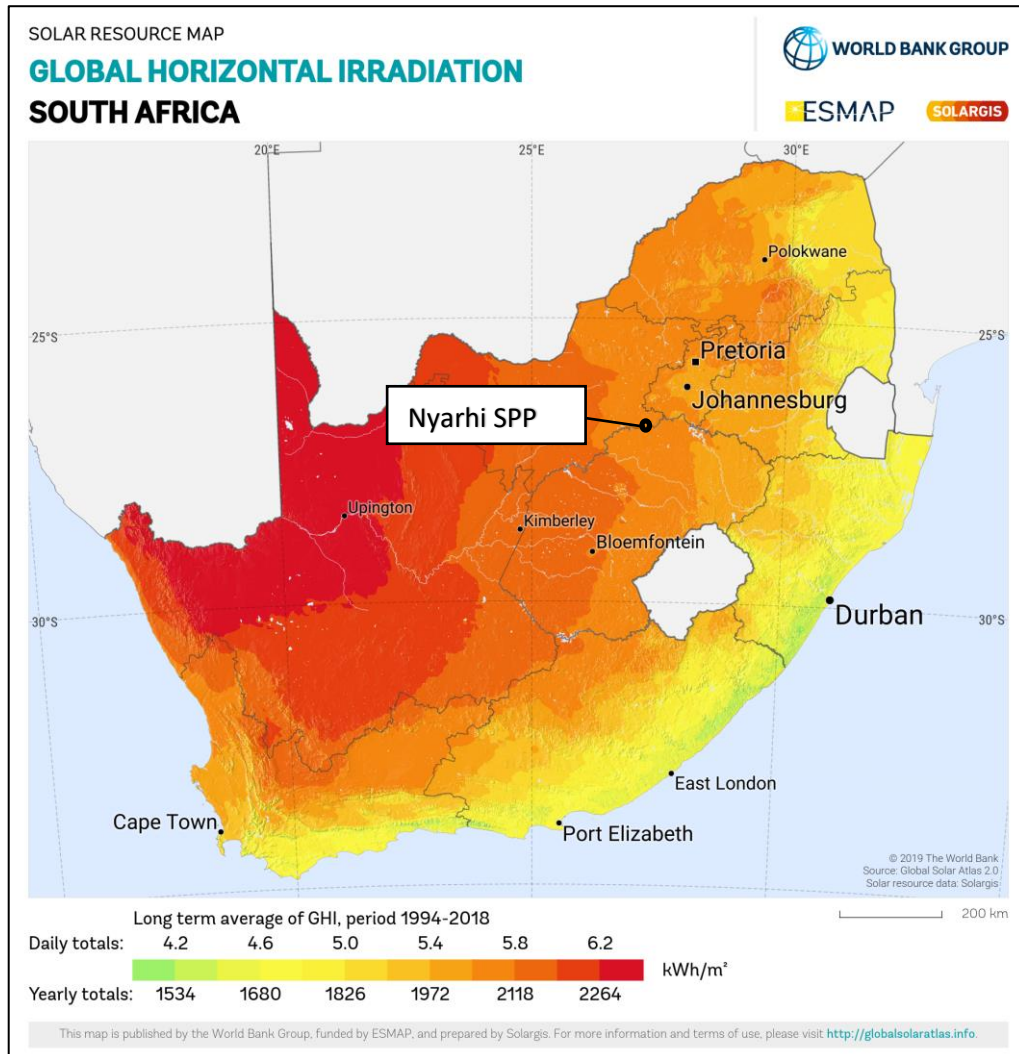 SOLAR RESOURCE MAP
GLOBAL HORIZONTAL IRRADIATION
SOUTH AFRICA
WORLD BANK GROUP
ESMAP
SOLARGIS
20°E 25°E 30°E
Polokwane
25°S 25°S
Pretoria
Johannesburg
Nyarhi SPP
Upington
Kimberley
Bloemfontein
Durban
30°S 30°S
East London
Cape Town
Port Elizabeth
© 2019 The World Bank
Source: Global Solar Atlas 2.0
Solar resource data: Solargis
Long term average of GHI, period 1994-2018
200 km
Daily totals: 4.2 4.6 5.0 5.4 5.8 6.2
kWh/m²
Yearly totals: 1534 1680 1826 1972 2118 2264
This map is published by the World Bank Group, funded by ESMAP, and prepared by Solargis. For more information and terms of use, please visit http://globalsolaratlas.info.